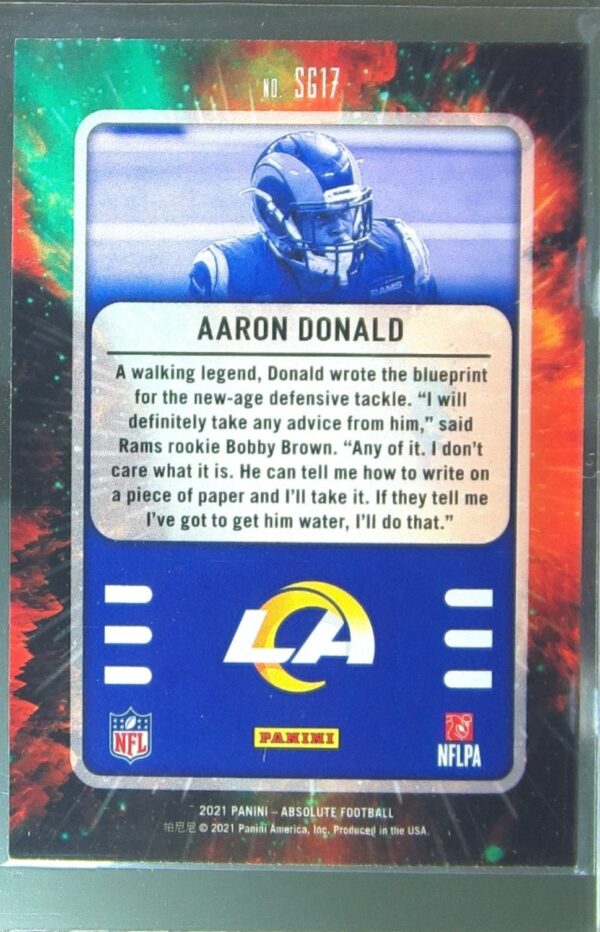 NO. SG17
RAMS
AARON DONALD
A walking legend, Donald wrote the blueprint
for the new-age defensive tackle. “I will
definitely take any advice from him,” said
Rams rookie Bobby Brown. “Any of it. I don’t
care what it is. He can tell me how to write on
a piece of paper and I’ll take it. If they tell me
I’ve got to get him water, I’ll do that.”
LA
NFL
PANINI
NFLPA
2021 PANINI – ABSOLUTE FOOTBALL
帕尼尼 © 2021 Panini America, Inc. Produced in the USA.